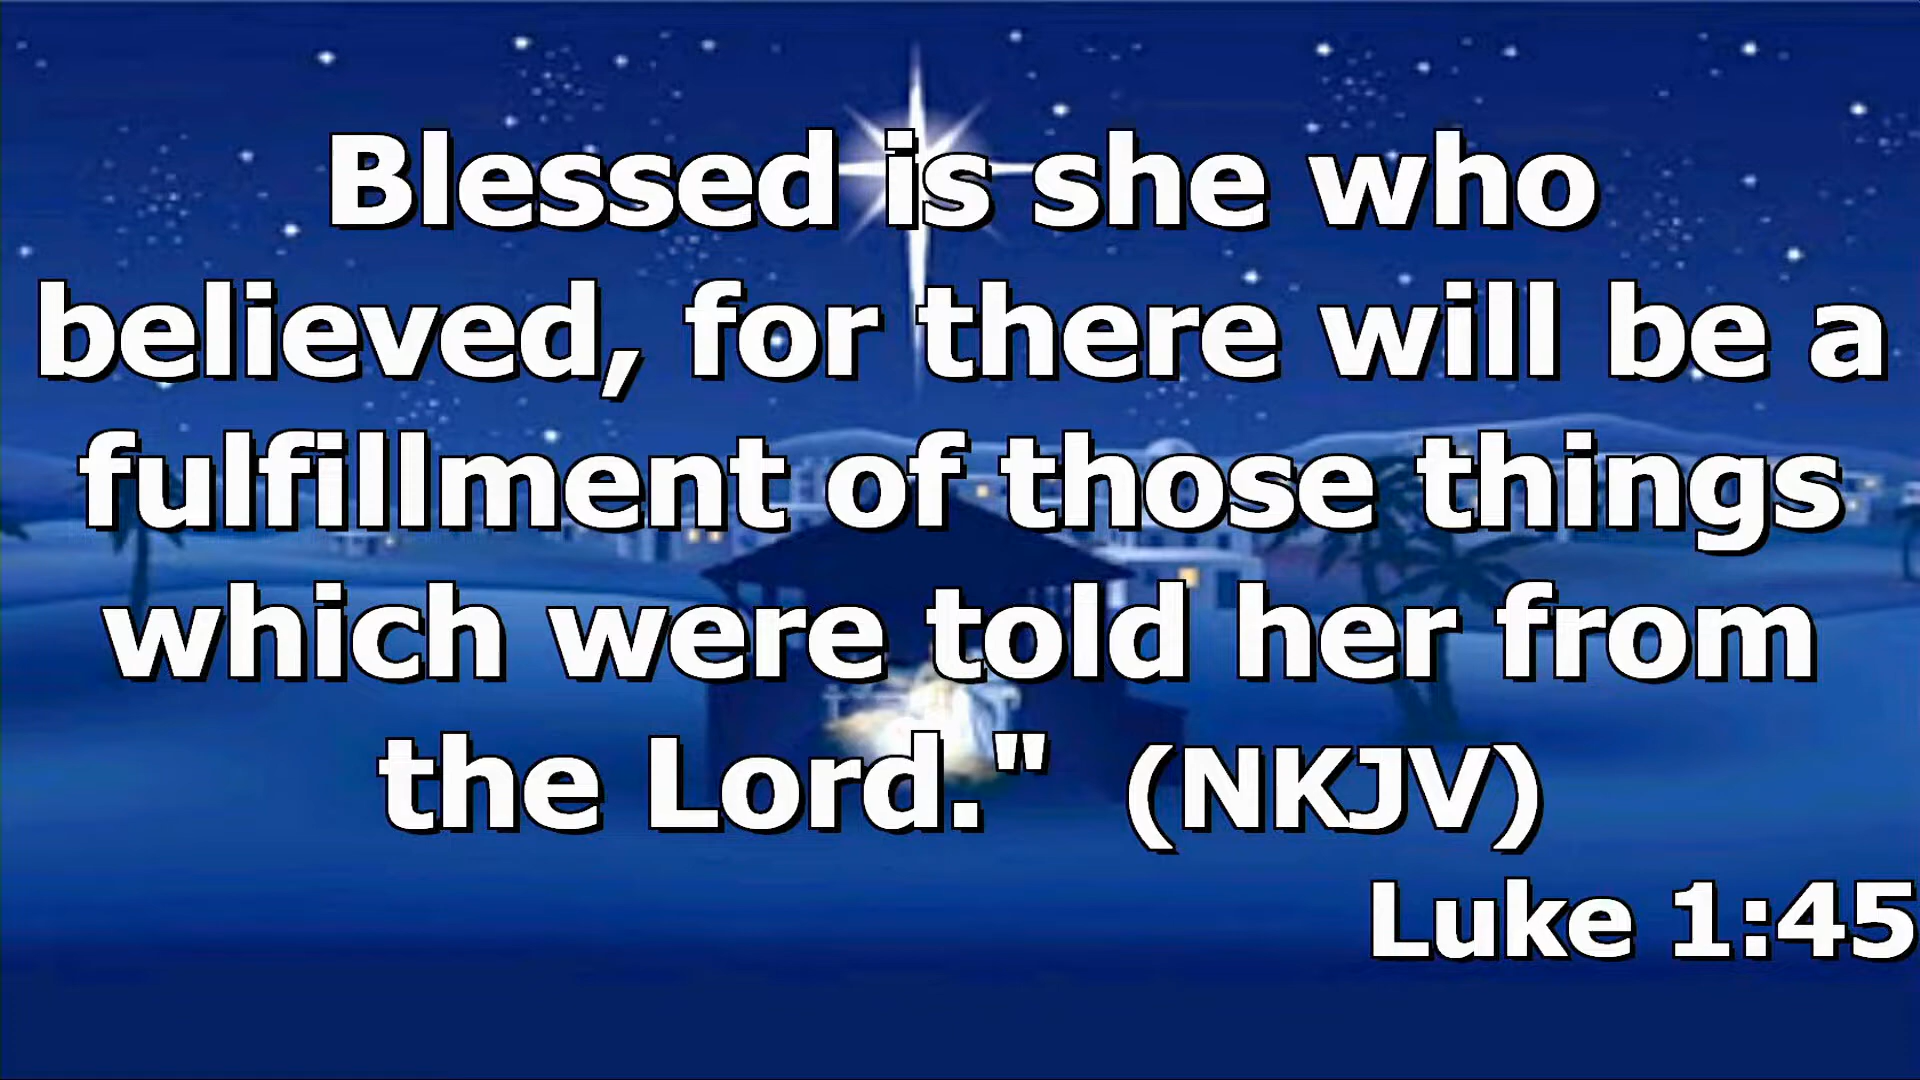 Blessed is she who
believed, for there will be a
fulfillment of those things
which were told her from
the Lord." (NKJV)
Luke 1:45